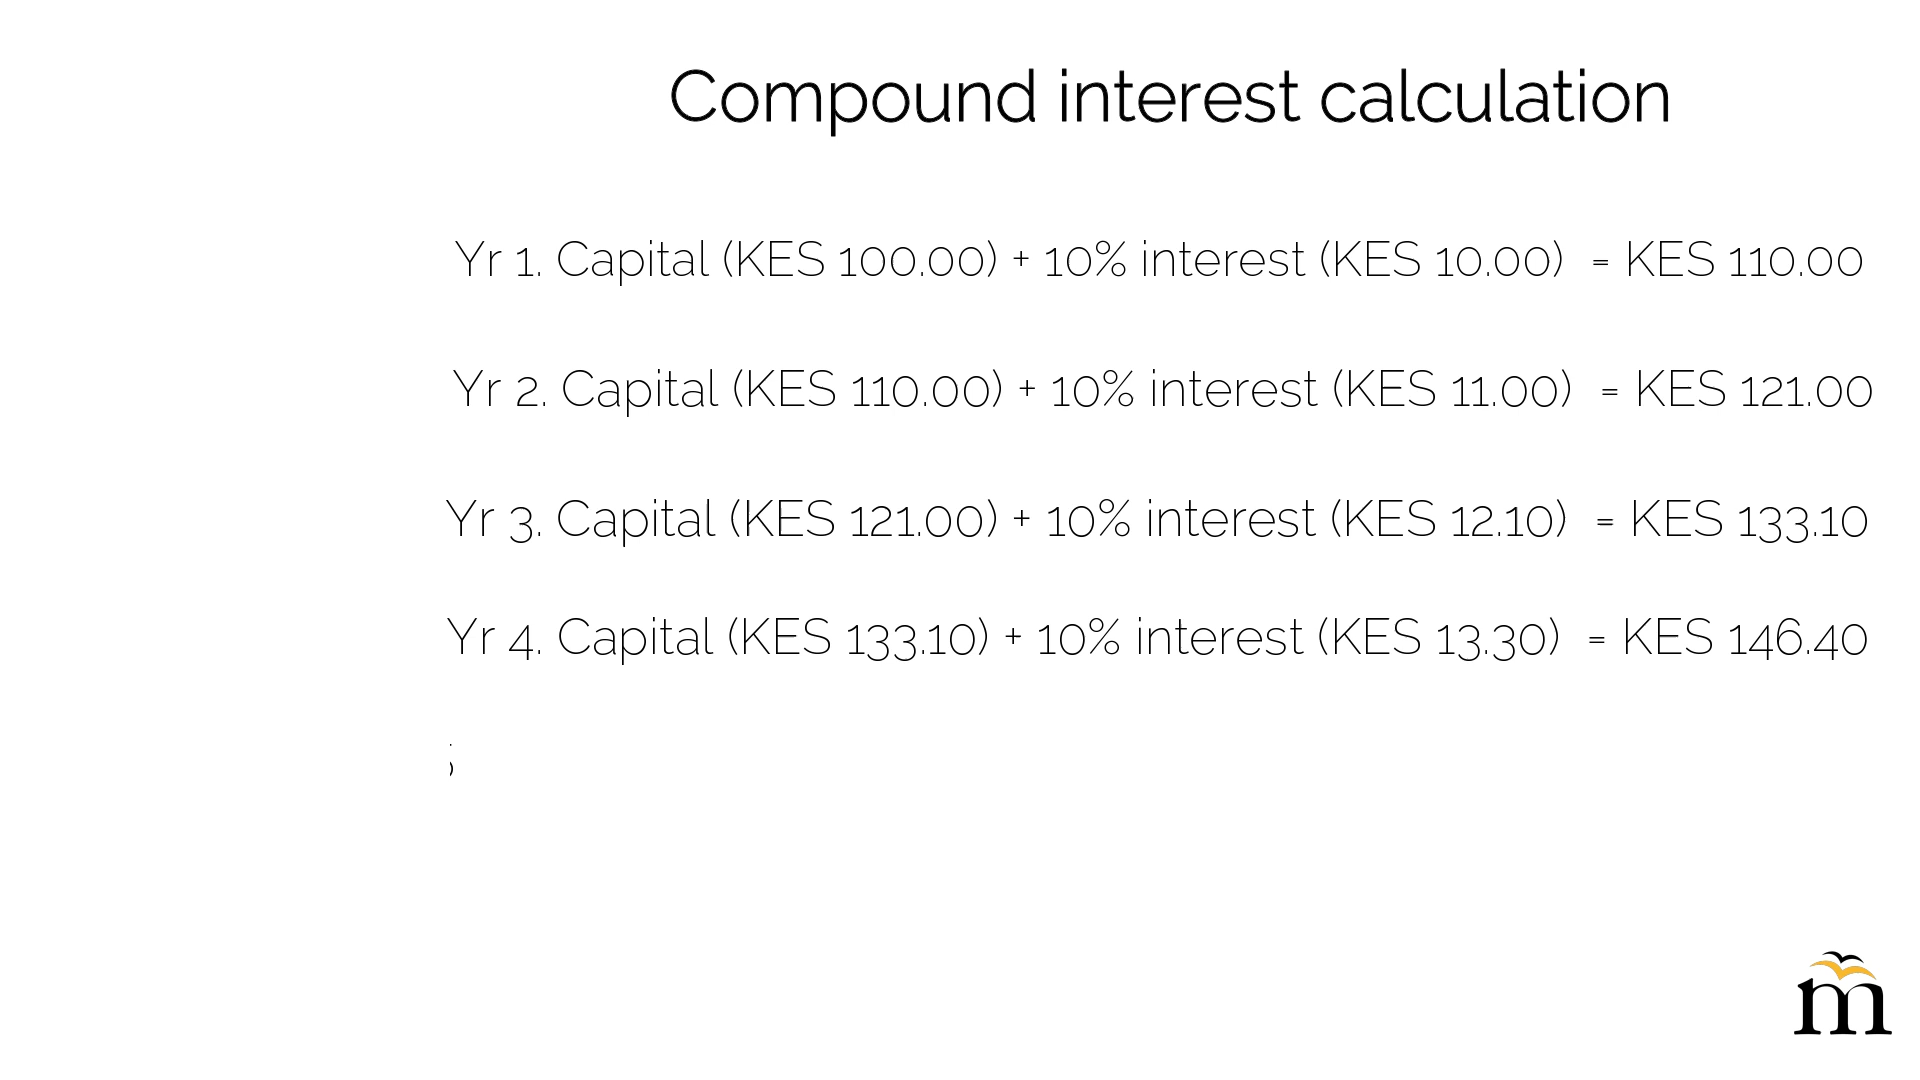 Compound interest calculation
Yr 1. Capital (KES 100.00) + 10% interest (KES 10.00) = KES 110.00
Yr 2. Capital (KES 110.00) + 10% interest (KES 11.00) = KES 121.00
Yr 3. Capital (KES 121.00) + 10% interest (KES 12.10) = KES 133.10
Yr 4. Capital (KES 133.10) + 10% interest (KES 13.30) = KES 146.40
m